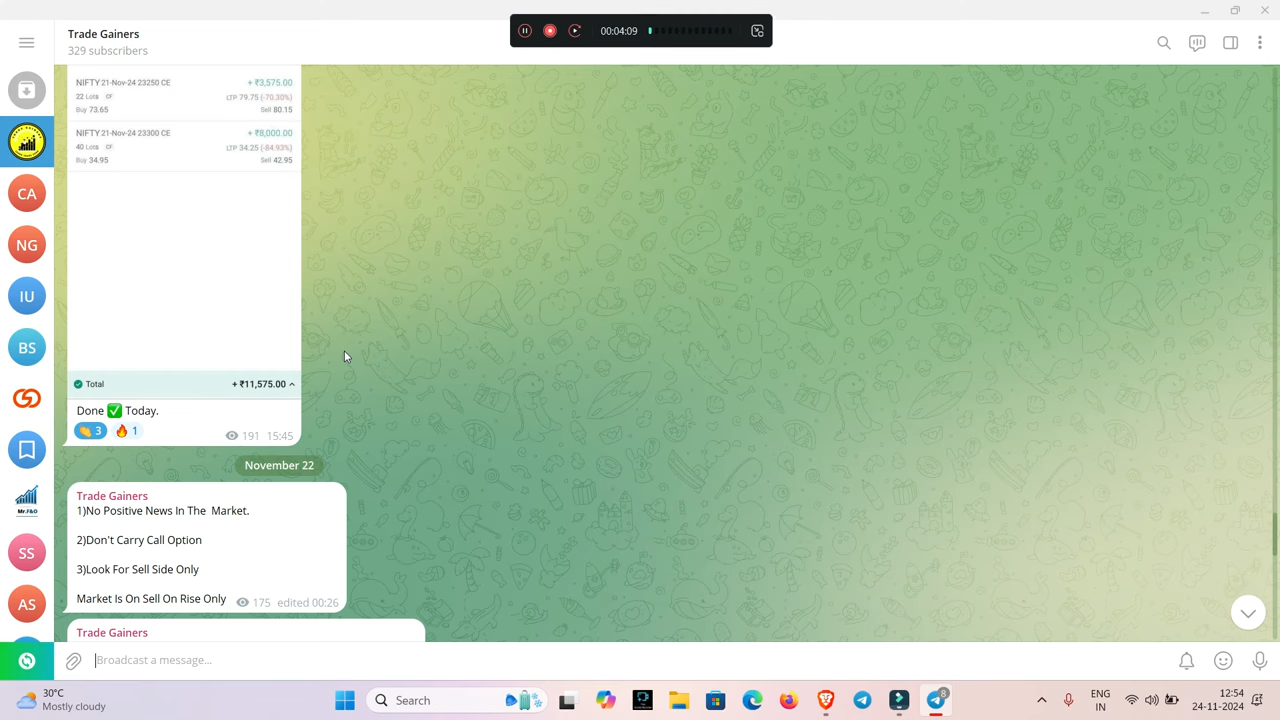 Trade Gainers
329 subscribers
00:04:09
NIFTY 21-Nov-24 23250 CE
+ ₹3,575.00
22 Lots CF
LTP 79.75 (-70.30%)
Buy 73.65
Sell 80.15
NIFTY 21-Nov-24 23300 CE
+ ₹8,000.00
40 Lots CF
LTP 34.25 (-84.93%)
Buy 34.95
Sell 42.95
Total
+ ₹11,575.00
Done ✅ Today.
👏 3 🔥 1
191 15:45
November 22
Trade Gainers
1)No Positive News In The Market.
2)Don't Carry Call Option
3)Look For Sell Side Only
Market Is On Sell On Rise Only
175 edited 00:26
Trade Gainers
Broadcast a message...
CA
NG
IU
BS
Mr.F&O
SS
AS
30°C
Mostly cloudy
Search
8
ENG
IN
12:54
24-11-2024